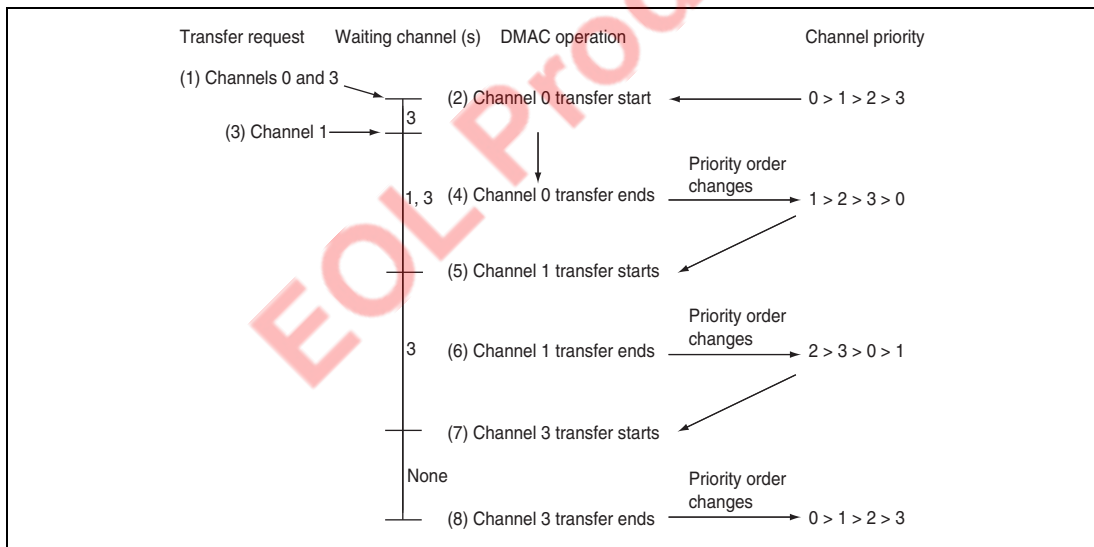 Transfer request Waiting channel (s) DMAC operation Channel priority
(1) Channels 0 and 3
(2) Channel 0 transfer start 0 > 1 > 2 > 3
3
(3) Channel 1
Priority order
changes
1, 3 (4) Channel 0 transfer ends 1 > 2 > 3 > 0
(5) Channel 1 transfer starts
Priority order
changes
3 (6) Channel 1 transfer ends 2 > 3 > 0 > 1
(7) Channel 3 transfer starts
None
Priority order
changes
(8) Channel 3 transfer ends 0 > 1 > 2 > 3
EOL Prod